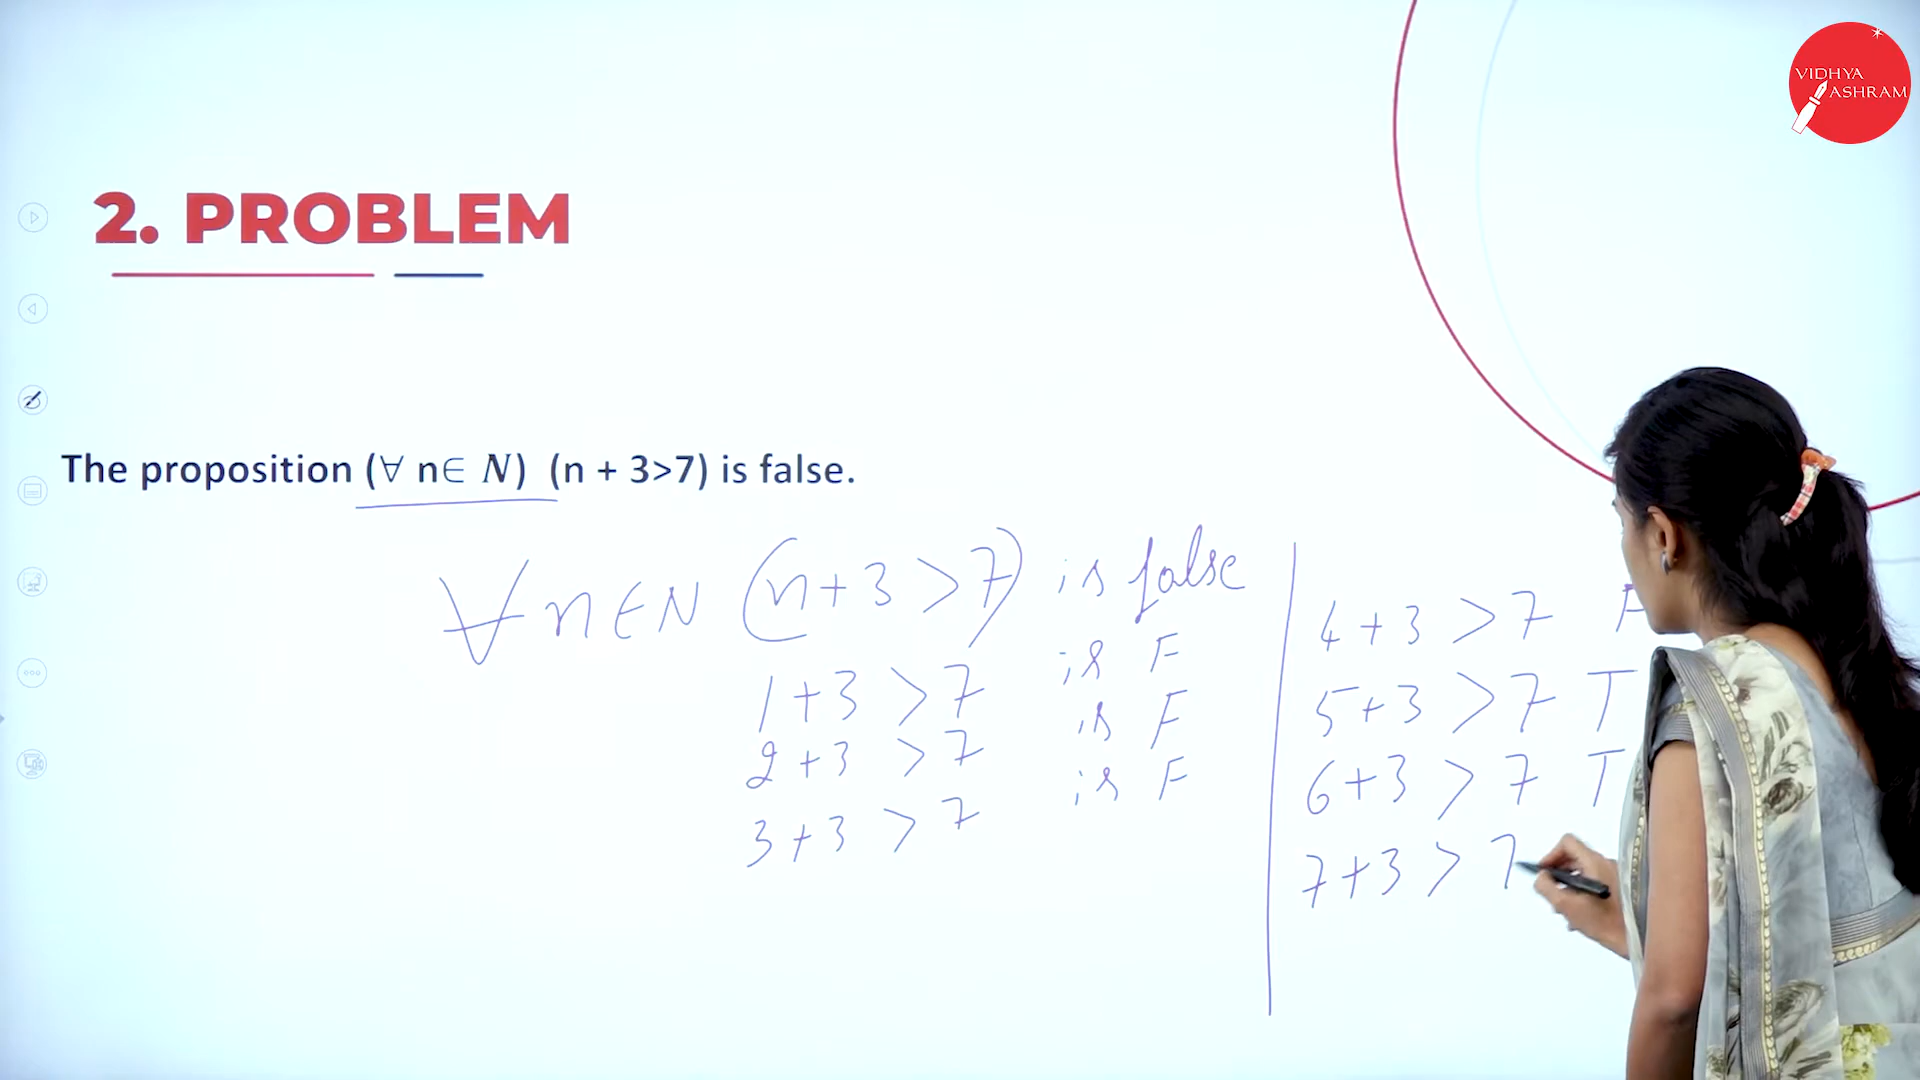 VIDHYA
ASHRAM
2. PROBLEM
The proposition (∀ n∈ N) (n + 3>7) is false.
∀ n∈N (n+3>7) is false
1+3 >7 is F
2+3 >7 is F
3+3 >7 is F
4+3 >7 F
5+3 >7 T
6+3 >7 T
7+3 > 7